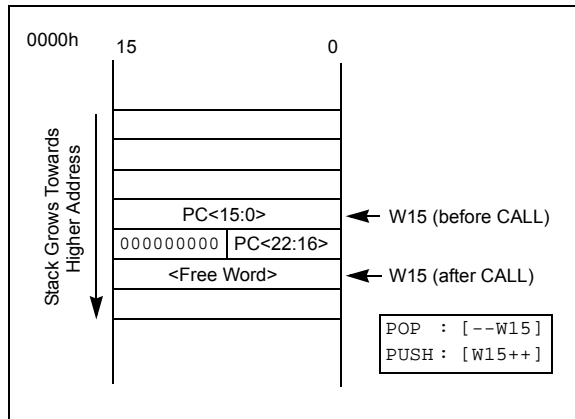 0000h
15 0
Stack Grows Towards
Higher Address
PC<15:0>
W15 (before CALL)
000000000 PC<22:16>
<Free Word>
W15 (after CALL)
POP : [--W15]
PUSH : [W15++]